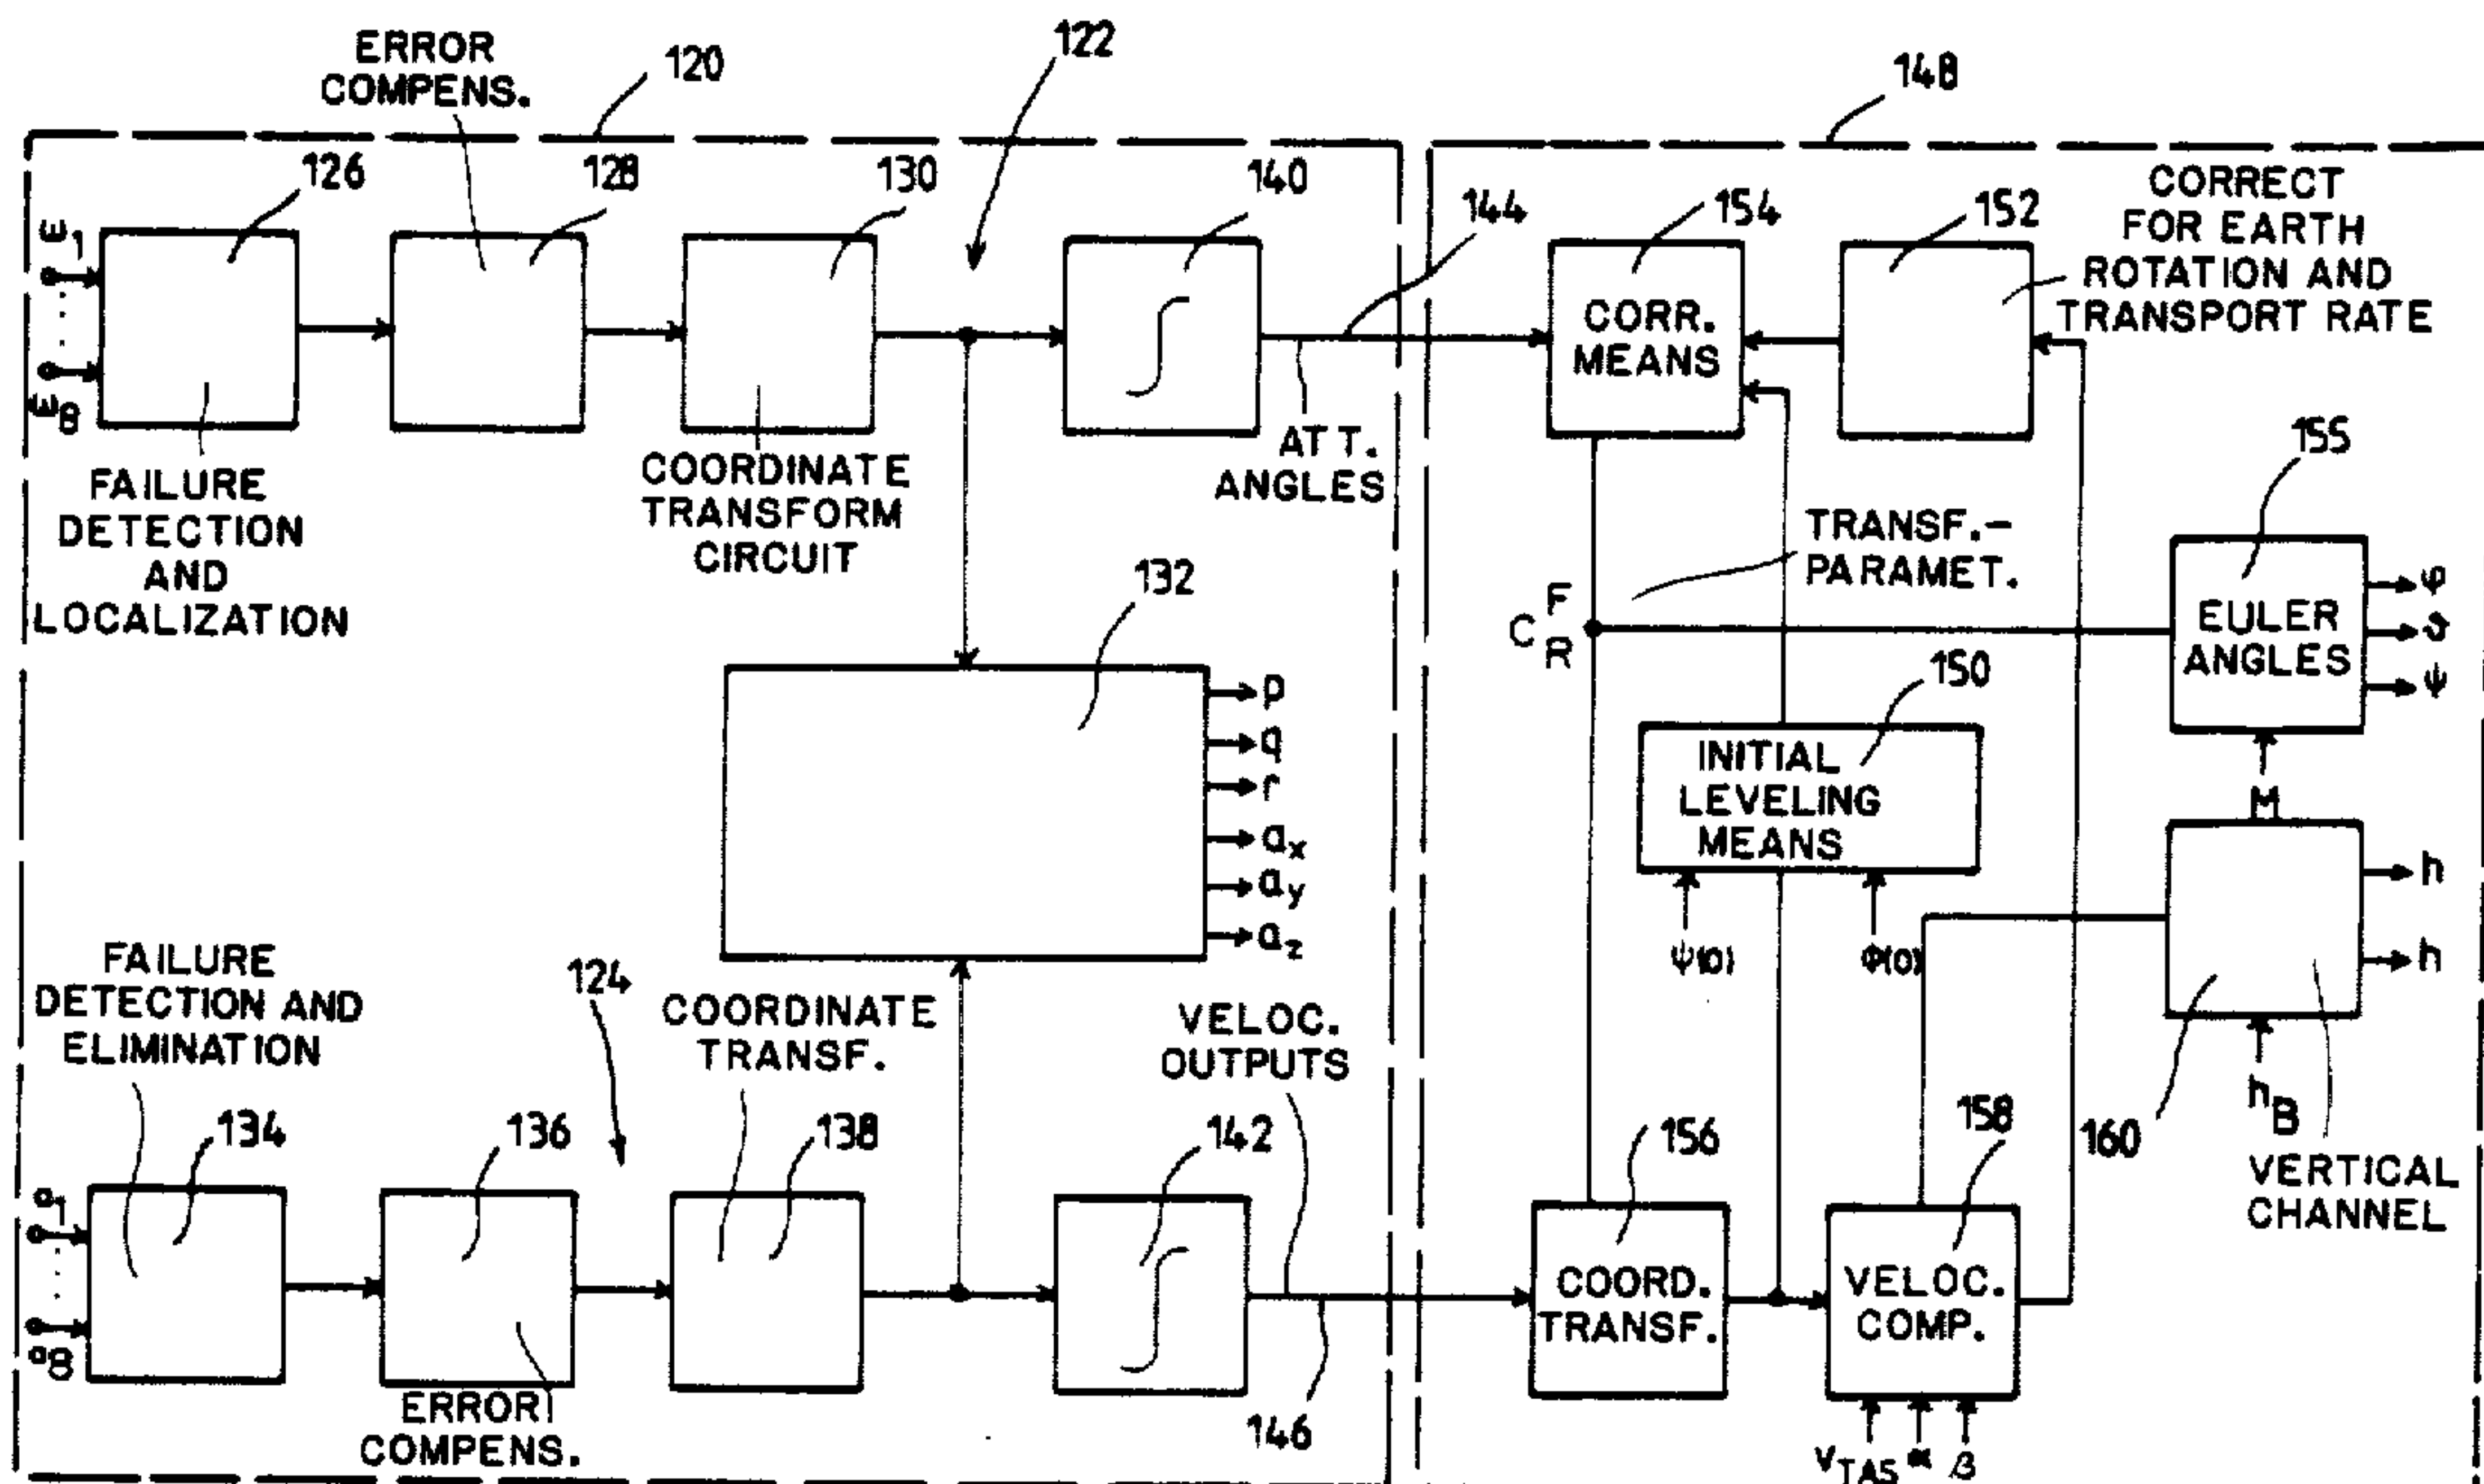 ERROR
COMPENS.
120
122
148
126
128
130
140
144
154
152
CORRECT
FOR EARTH
ROTATION AND
TRANSPORT RATE
ω1
ω8
CORR.
MEANS
FAILURE
DETECTION
AND
LOCALIZATION
COORDINATE
TRANSFORM
CIRCUIT
ATT.
ANGLES
155
TRANSF.-
PARAMET.
C F R
EULER
ANGLES
φ
ϑ
ψ
132
p
q
r
ax
ay
az
150
INITIAL
LEVELING
MEANS
ψ(0)
Φ(0)
M
h
h
hB
160
VERTICAL
CHANNEL
FAILURE
DETECTION AND
ELIMINATION
124
COORDINATE
TRANSF.
VELOC.
OUTPUTS
134
136
138
142
156
158
a1
a8
COORD.
TRANSF.
VELOC.
COMP.
ERROR
COMPENS.
146
VTAS α β